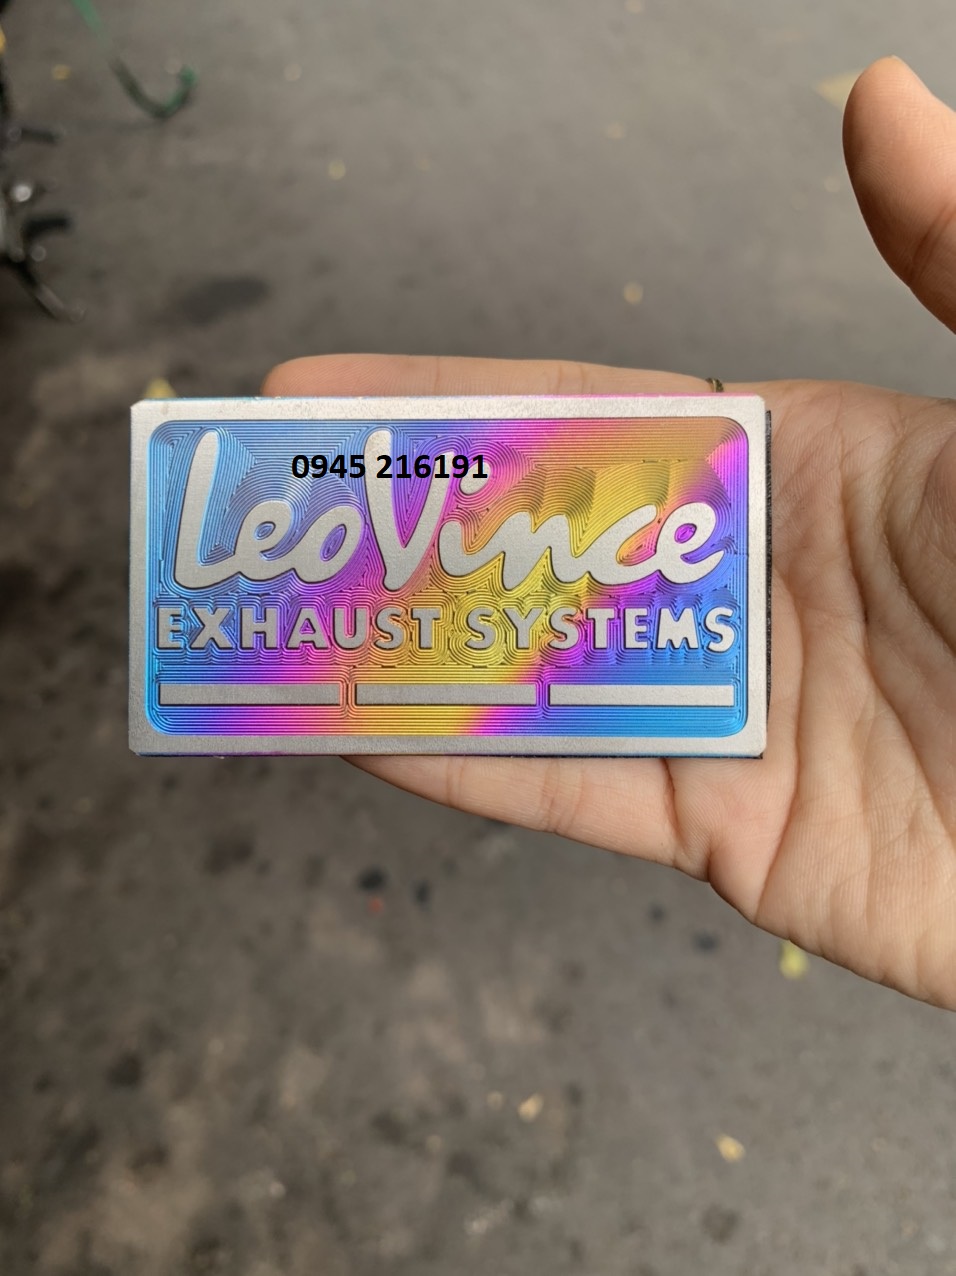 0945 216191
LeoVince
EXHAUST SYSTEMS